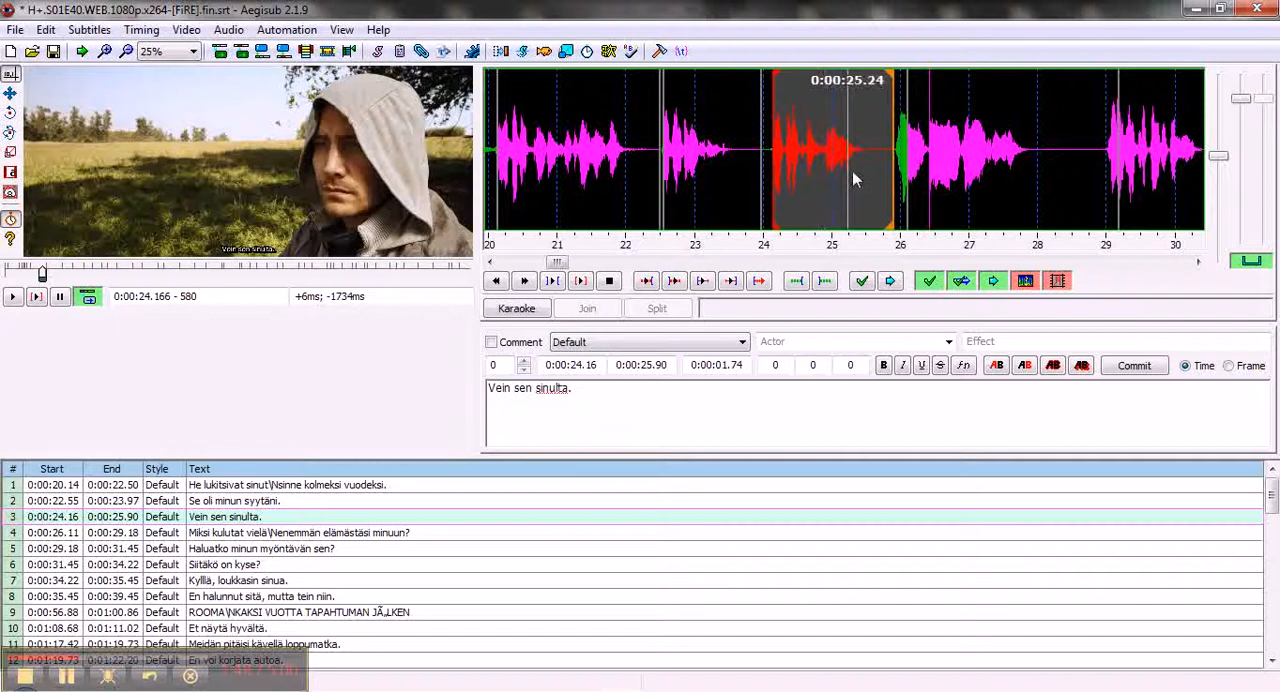 * H+.S01E40.WEB.1080p.x264-[FiRE].fin.srt - Aegisub 2.1.9
File Edit Subtitles Timing Video Audio Automation View Help
25%
0:00:25.24
Vein sen sinulta.
20 21 22 23 24 25 26 27 28 29 30
0:00:24.166 - 580 +6ms; -1734ms
Karaoke Join Split
Comment Default Actor Effect
0 0:00:24.16 0:00:25.90 0:00:01.74 0 0 0 B I U S fn AB AB AB AB Commit Time Frame
Vein sen sinulta.
# Start End Style Text
1 0:00:20.14 0:00:22.50 Default He lukitsivat sinut\Nsinne kolmeksi vuodeksi.
2 0:00:22.55 0:00:23.97 Default Se oli minun syytäni.
3 0:00:24.16 0:00:25.90 Default Vein sen sinulta.
4 0:00:26.11 0:00:29.18 Default Miksi kulutat vielä\Nenemmän elämästäsi minuun?
5 0:00:29.18 0:00:31.45 Default Haluatko minun myöntävän sen?
6 0:00:31.45 0:00:34.22 Default Siitäkö on kyse?
7 0:00:34.22 0:00:35.45 Default Kylllä, loukkasin sinua.
8 0:00:35.45 0:00:39.45 Default En halunnut sitä, mutta tein niin.
9 0:00:56.88 0:01:00.86 Default ROOMA\NKAKSI VUOTTA TAPAHTUMAN JÃ„LKEN
10 0:01:08.68 0:01:11.02 Default Et näytä hyvältä.
11 0:01:17.42 0:01:19.73 Default Meidän pitäisi kävellä loppumatka.
12 0:01:19.73 0:01:22.20 Default En voi korjata autoa.